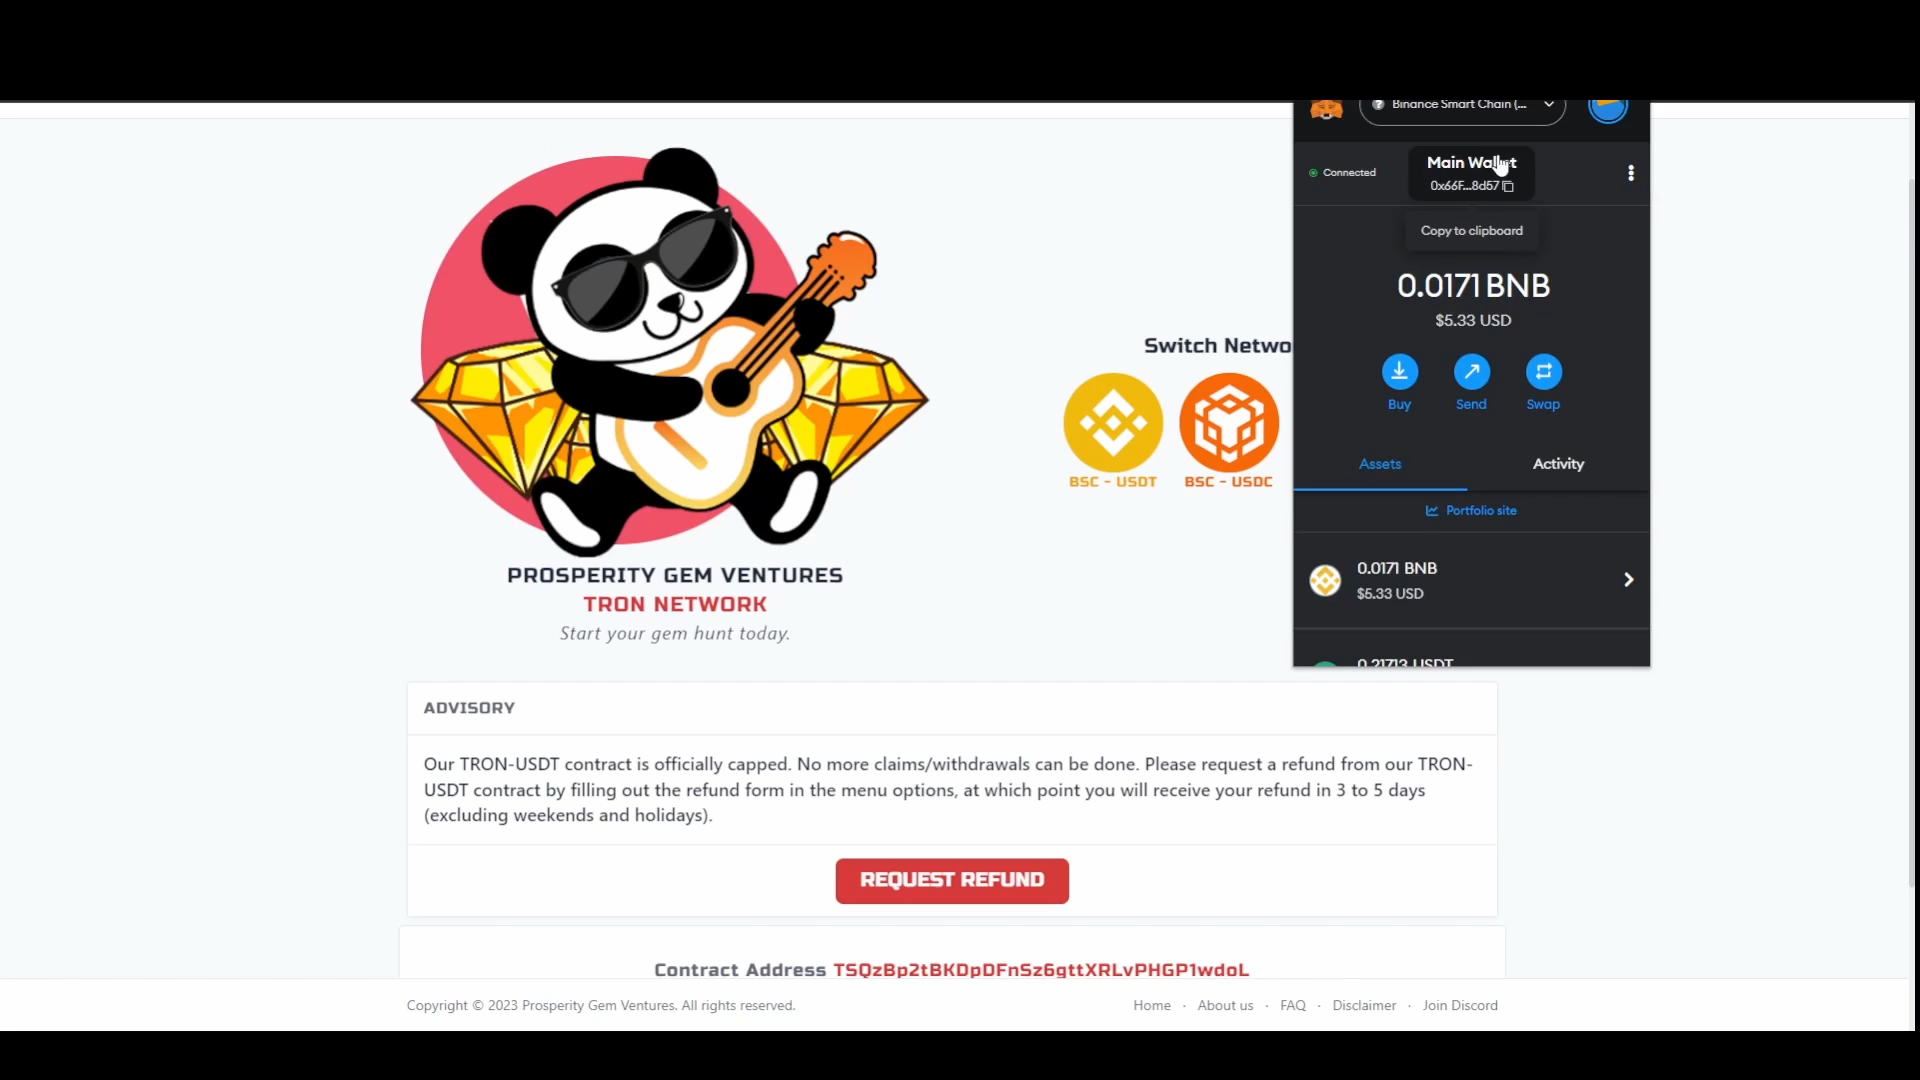 Binance Smart Chain (...
Connected
Main Wallet
0x66F...8d57
Copy to clipboard
0.0171 BNB
$5.33 USD
Buy
Send
Swap
Assets
Activity
Portfolio site
0.0171 BNB
$5.33 USD
0.21713 USDT
Switch Netwo
BSC - USDT
BSC - USDC
PROSPERITY GEM VENTURES
TRON NETWORK
Start your gem hunt today.
ADVISORY
Our TRON-USDT contract is officially capped. No more claims/withdrawals can be done. Please request a refund from our TRON-
USDT contract by filling out the refund form in the menu options, at which point you will receive your refund in 3 to 5 days
(excluding weekends and holidays).
REQUEST REFUND
Contract Address TSQzBp2tBKDpDFnSz6gttXRLvPHGP1wdoL
Copyright © 2023 Prosperity Gem Ventures. All rights reserved.
Home · About us · FAQ · Disclaimer · Join Discord